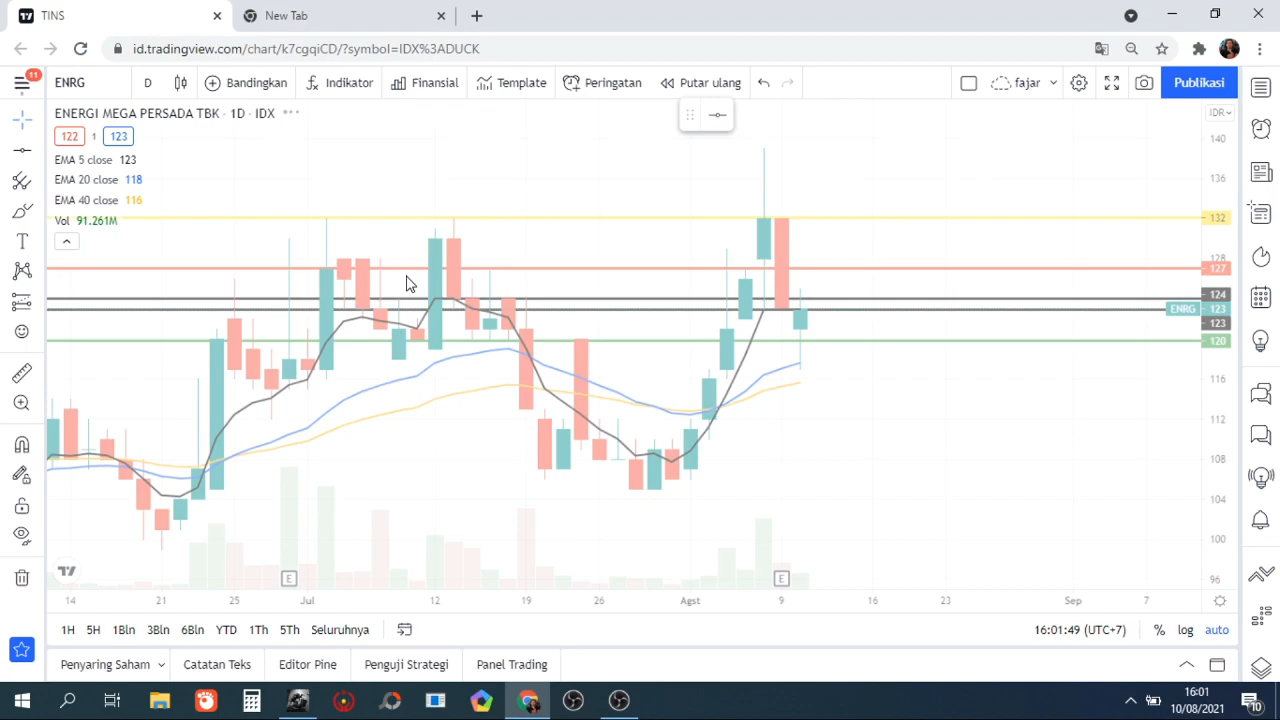 TINS
New Tab
id.tradingview.com/chart/k7cgqiCD/?symbol=IDX%3ADUCK
11
ENRG
D
Bandingkan
Indikator
Finansial
Template
Peringatan
Putar ulang
fajar
Publikasi
ENERGI MEGA PERSADA TBK · 1D · IDX
IDR
122 1 123
EMA 5 close 123
EMA 20 close 118
EMA 40 close 116
Vol 91.261M
140
136
132
128
127
124
ENRG 123
123
120
116
112
108
104
100
96
E
E
14 21 25 Jul 12 19 26 Agst 9 16 23 Sep 7
1H 5H 1Bln 3Bln 6Bln YTD 1Th 5Th Seluruhnya
16:01:49 (UTC+7) % log auto
Penyaring Saham
Catatan Teks
Editor Pine
Penguji Strategi
Panel Trading
16:01
10/08/2021
10